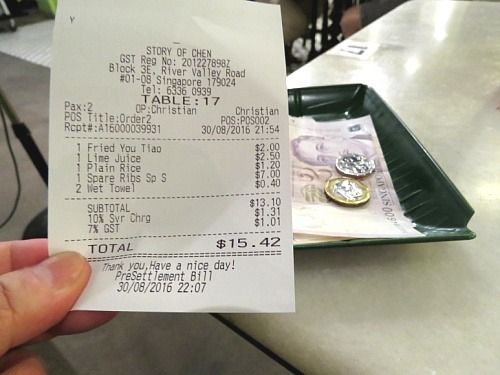 STORY OF CHEN
GST Reg No: 201227898Z
Block 3E, River Valley Road
#01-08 Singapore 179024
Tel: 6336 0939
TABLE:17
Pax:2 OP:Christian Christian
POS Title:Order2 POS:POS002
Rcpt#:A16000039931 30/08/2016 21:54
1 Fried You Tiao $2.00
1 Lime Juice $2.50
1 Plain Rice $1.20
1 Spare Ribs Sp S $7.00
2 Wet Towel $0.40
SUBTOTAL $13.10
10% Svr Chrg $1.31
7% GST $1.01
TOTAL $15.42
Thank you,Have a nice day!
PreSettlement Bill
30/08/2016 22:07